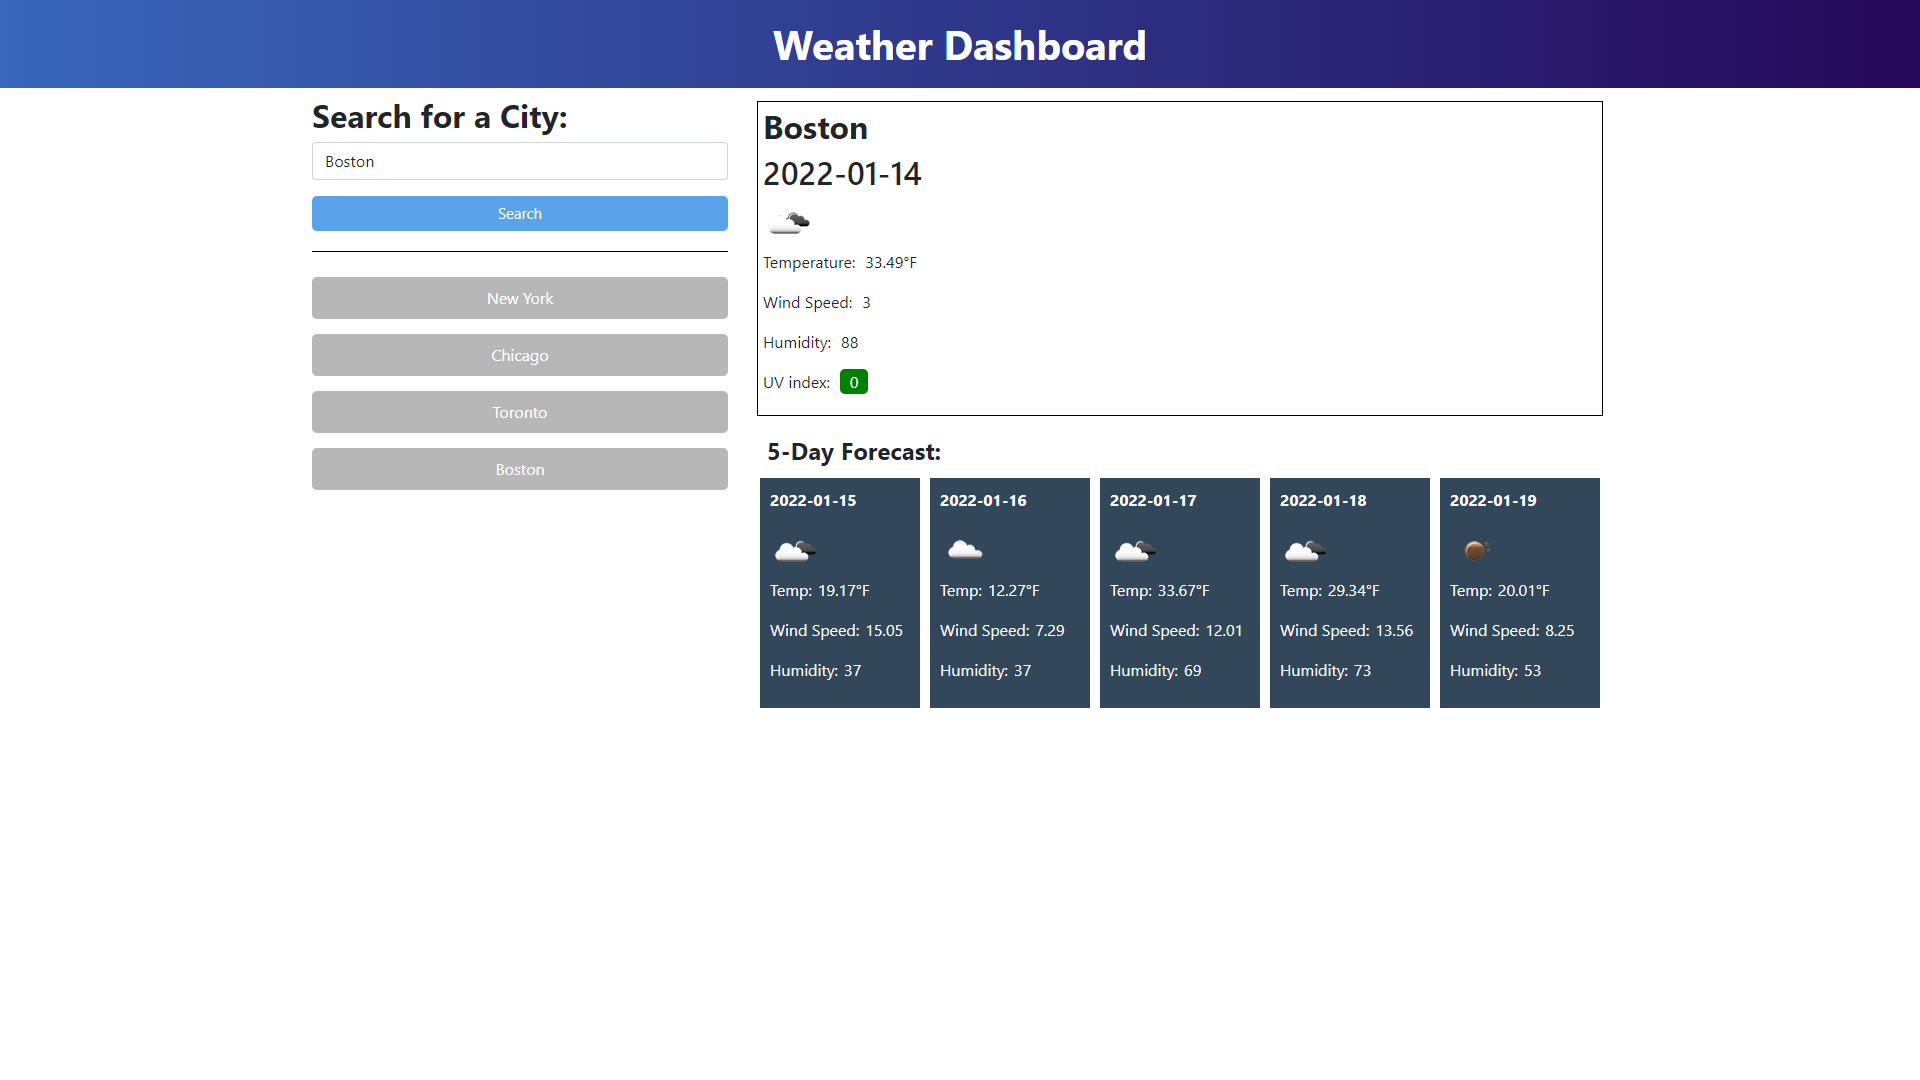 Weather Dashboard
Search for a City:
Boston
Search
New York
Chicago
Toronto
Boston
Boston
2022-01-14
Temperature: 33.49°F
Wind Speed: 3
Humidity: 88
UV index: 0
5-Day Forecast:
2022-01-15
Temp: 19.17°F
Wind Speed: 15.05
Humidity: 37
2022-01-16
Temp: 12.27°F
Wind Speed: 7.29
Humidity: 37
2022-01-17
Temp: 33.67°F
Wind Speed: 12.01
Humidity: 69
2022-01-18
Temp: 29.34°F
Wind Speed: 13.56
Humidity: 73
2022-01-19
Temp: 20.01°F
Wind Speed: 8.25
Humidity: 53